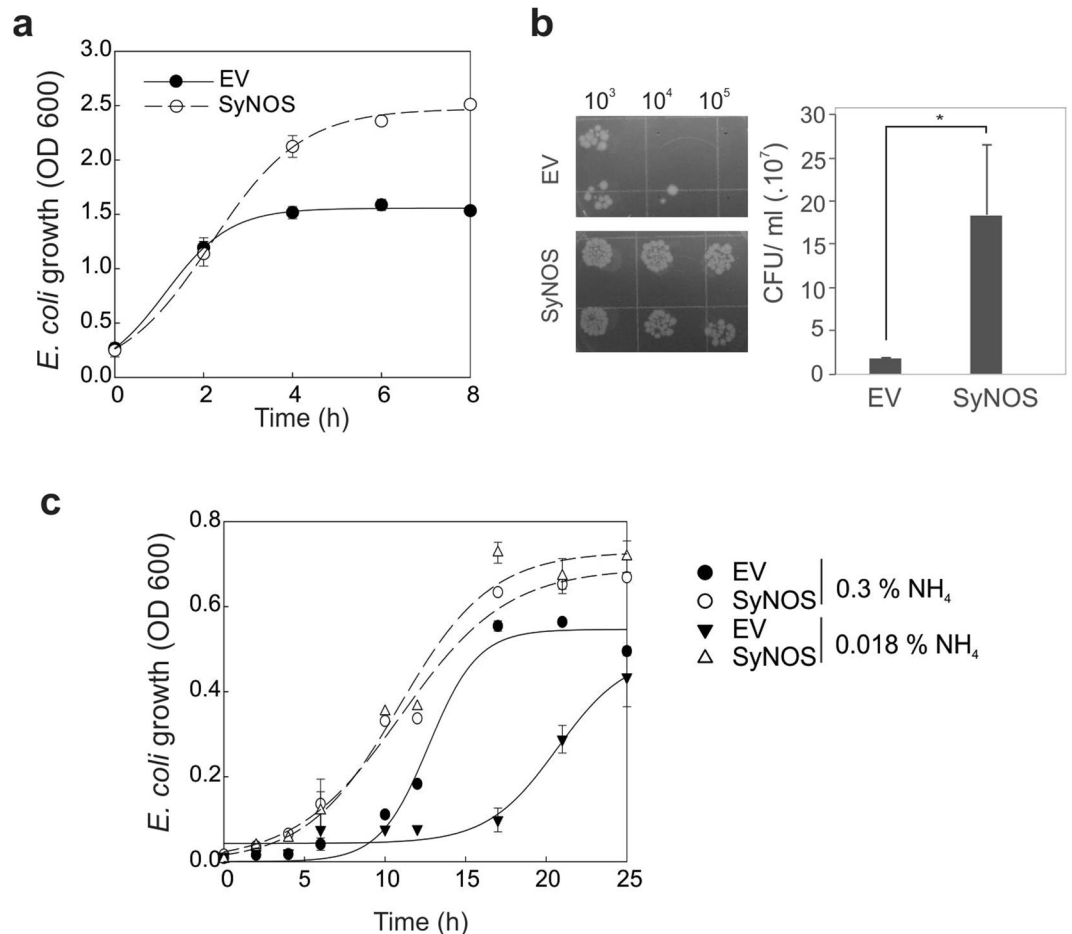 a
E. coli growth (OD 600)
3.0
2.5
2.0
1.5
1.0
0.5
0.0
EV
SyNOS
0 2 4 6 8
Time (h)
b
10³ 10⁴ 10⁵
EV
SyNOS
CFU/ ml (.10⁷)
30
25
20
15
10
5
0
*
EV SyNOS
c
E. coli growth (OD 600)
0.8
0.6
0.4
0.2
0.0
0 5 10 15 20 25
Time (h)
EV
SyNOS
0.3 % NH₄
EV
SyNOS
0.018 % NH₄